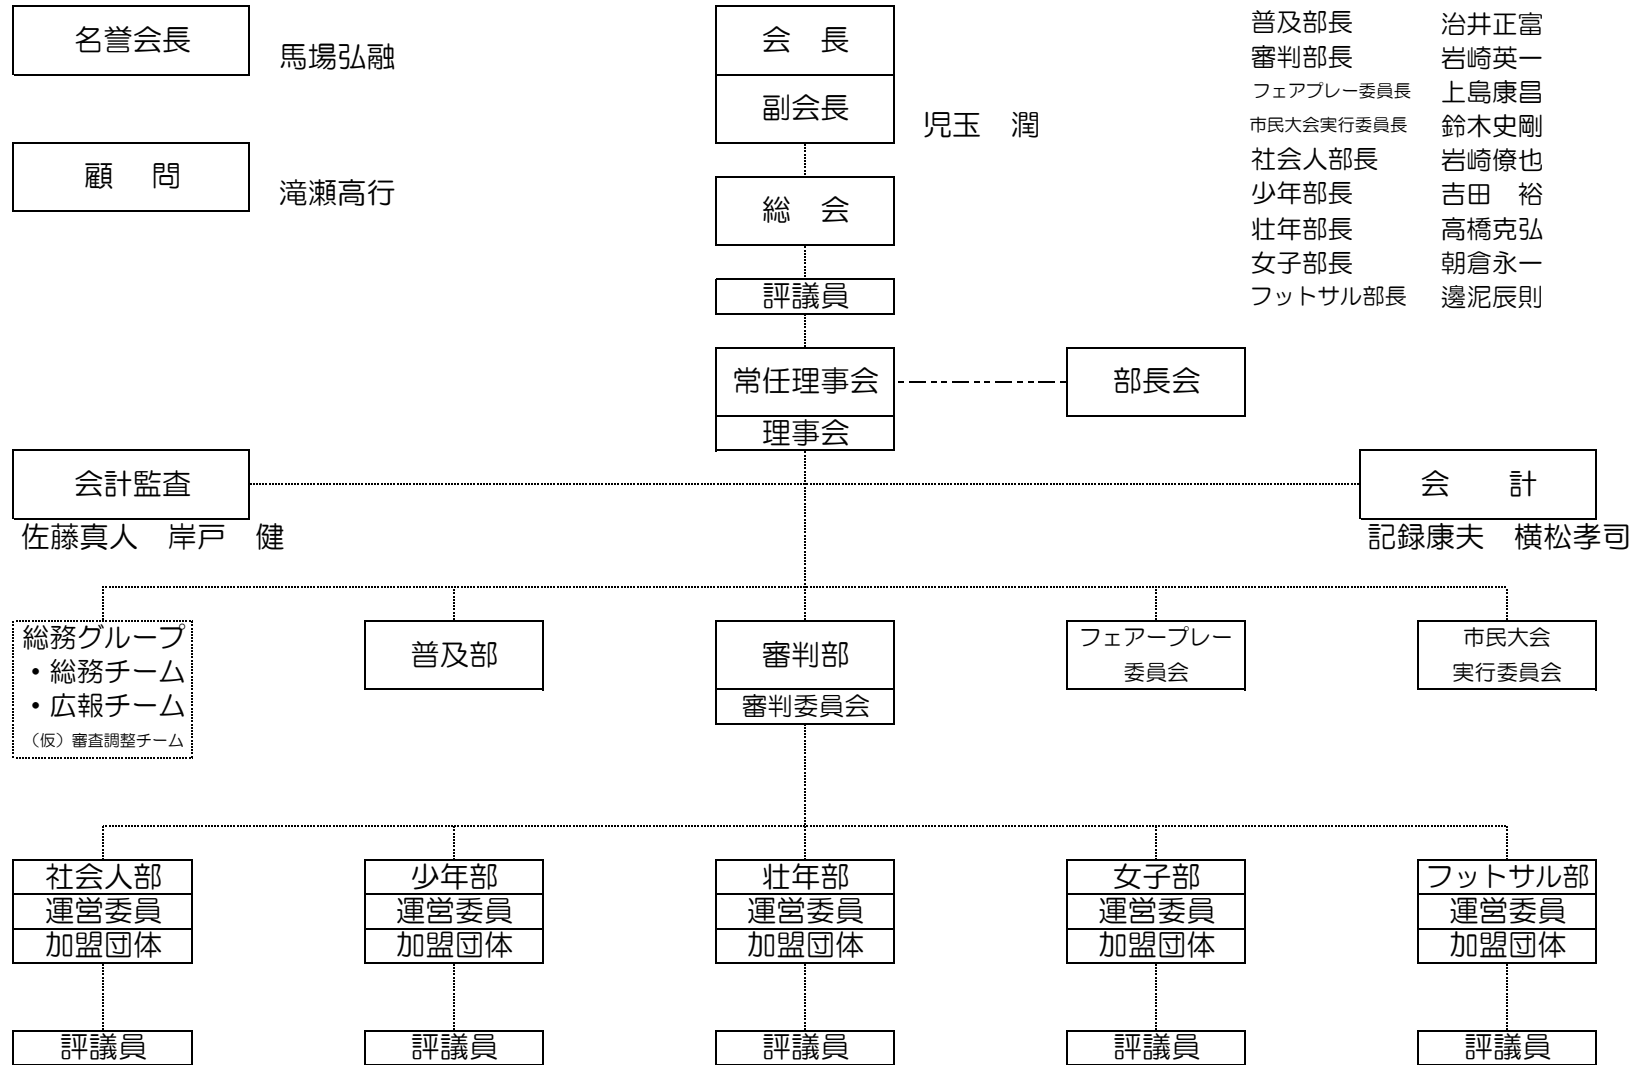 名誉会長
馬場弘融
顧　問
滝瀬高行
会　長
副会長
児玉　潤
総　会
評議員
常任理事会
理事会
部長会
普及部長　治井正富
審判部長　岩崎英一
フェアプレー委員長　上島康昌
市民大会実行委員長　鈴木史剛
社会人部長　岩崎僚也
少年部長　吉田　裕
壮年部長　高橋克弘
女子部長　朝倉永一
フットサル部長　邊泥辰則
会計監査
佐藤真人　岸戸　健
会　　計
記録康夫　横松孝司
総務グループ
・総務チーム
・広報チーム
（仮）審査調整チーム
普及部
審判部
審判委員会
フェアープレー
委員会
市民大会
実行委員会
社会人部
運営委員
加盟団体
評議員
少年部
運営委員
加盟団体
評議員
壮年部
運営委員
加盟団体
評議員
女子部
運営委員
加盟団体
評議員
フットサル部
運営委員
加盟団体
評議員